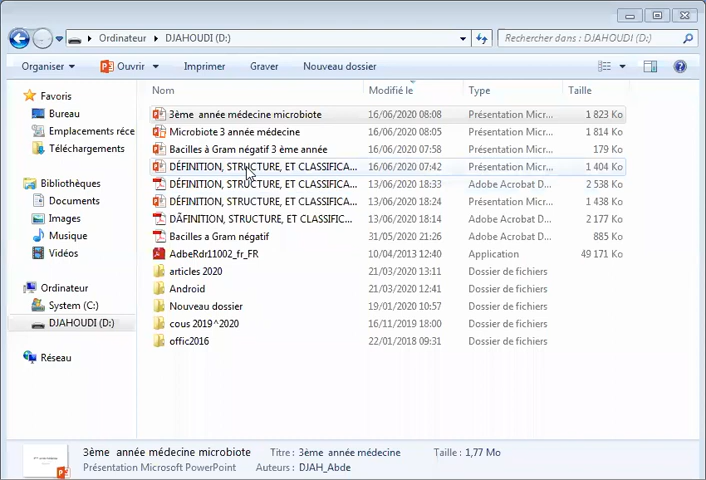 Ordinateur DJAHOUDI (D:)
Rechercher dans : DJAHOUDI (D:)
Organiser Ouvrir Imprimer Graver Nouveau dossier
Nom Modifié le Type Taille
Favoris
Bureau
Emplacements réce
Téléchargements
Bibliothèques
Documents
Images
Musique
Vidéos
Ordinateur
System (C:)
DJAHOUDI (D:)
Réseau
3ème année médecine microbiote 16/06/2020 08:08 Présentation Micr... 1 823 Ko
Microbiote 3 année médecine 16/06/2020 08:05 Présentation Micr... 1 814 Ko
Bacilles à Gram négatif 3 ème année 16/06/2020 07:58 Présentation Micr... 179 Ko
DÉFINITION, STRUCTURE, ET CLASSIFICA... 16/06/2020 07:42 Présentation Micr... 1 404 Ko
DÉFINITION, STRUCTURE, ET CLASSIFICA... 13/06/2020 18:33 Adobe Acrobat D... 2 538 Ko
DÉFINITION, STRUCTURE, ET CLASSIFICA... 13/06/2020 18:24 Présentation Micr... 1 438 Ko
DÃFINITION, STRUCTURE, ET CLASSIFIC... 13/06/2020 18:24 Adobe Acrobat D... 2 177 Ko
Bacilles a Gram négatif 31/05/2020 21:26 Adobe Acrobat D... 885 Ko
AdbeRdr11002_fr_FR 10/04/2013 12:40 Application 49 171 Ko
articles 2020 21/03/2020 13:11 Dossier de fichiers
Android 21/03/2020 12:41 Dossier de fichiers
Nouveau dossier 19/01/2020 10:57 Dossier de fichiers
cous 2019^2020 16/11/2019 18:00 Dossier de fichiers
offic2016 22/01/2018 09:31 Dossier de fichiers
3ème année médecine microbiote Titre : 3ème année médecine Taille : 1,77 Mo
Présentation Microsoft PowerPoint Auteurs : DJAH_Abde